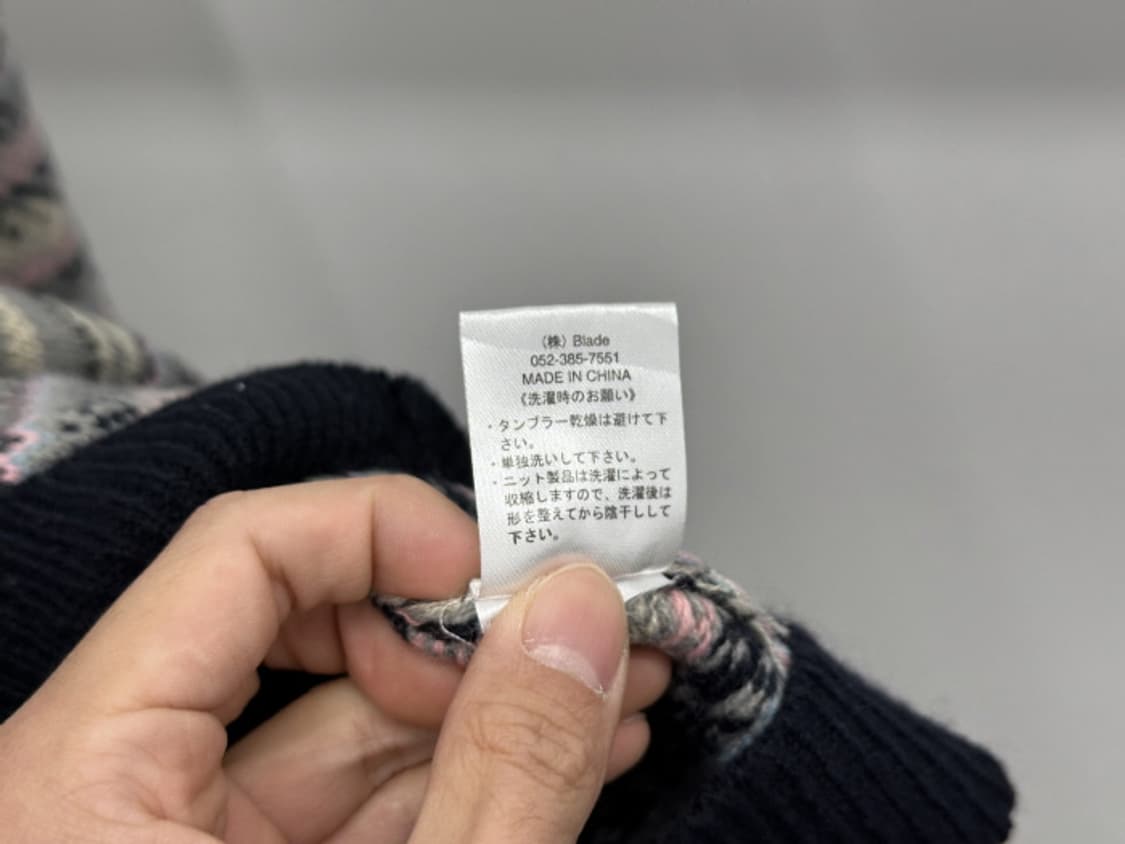 （株）Blade
052-385-7551
MADE IN CHINA
《洗濯時のお願い》
・タンブラー乾燥は避けて下
さい。
・単独洗いして下さい。
・ニット製品は洗濯によって
収縮しますので、洗濯後は
形を整えてから陰干しして
下さい。